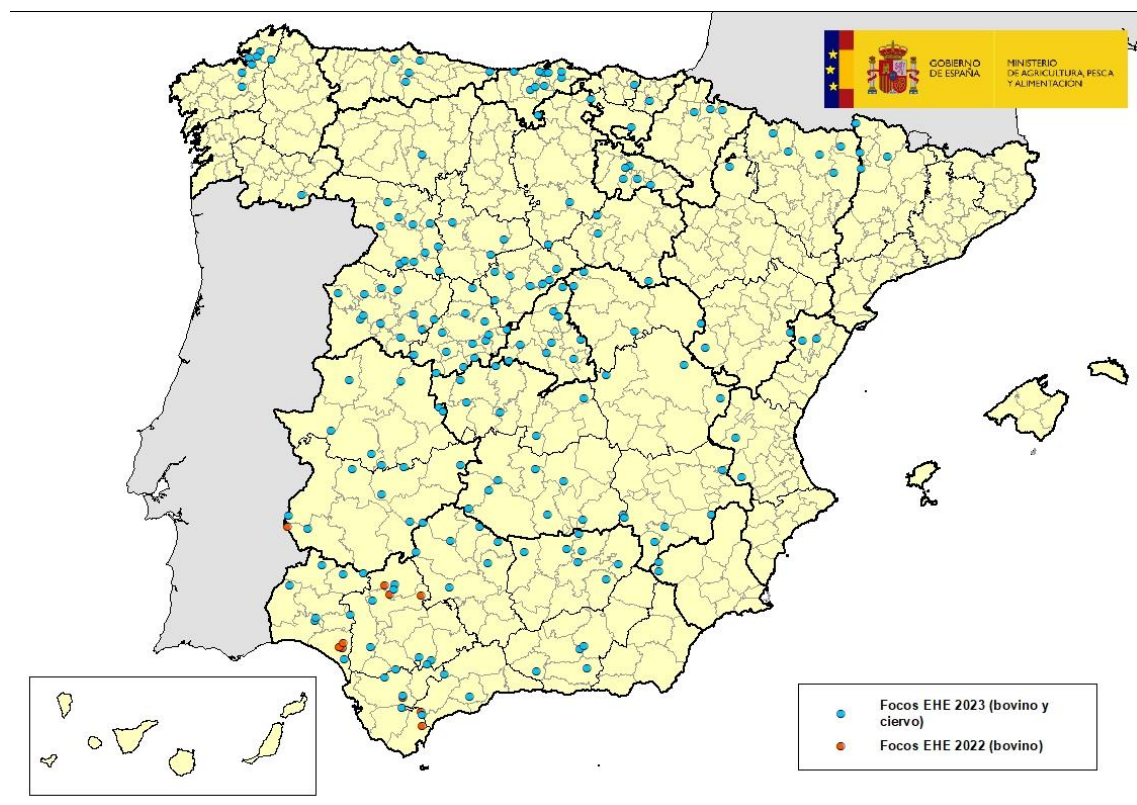 GOBIERNO
DE ESPAÑA
MINISTERIO
DE AGRICULTURA, PESCA
Y ALIMENTACIÓN
Focos EHE 2023 (bovino y
ciervo)
Focos EHE 2022 (bovino)